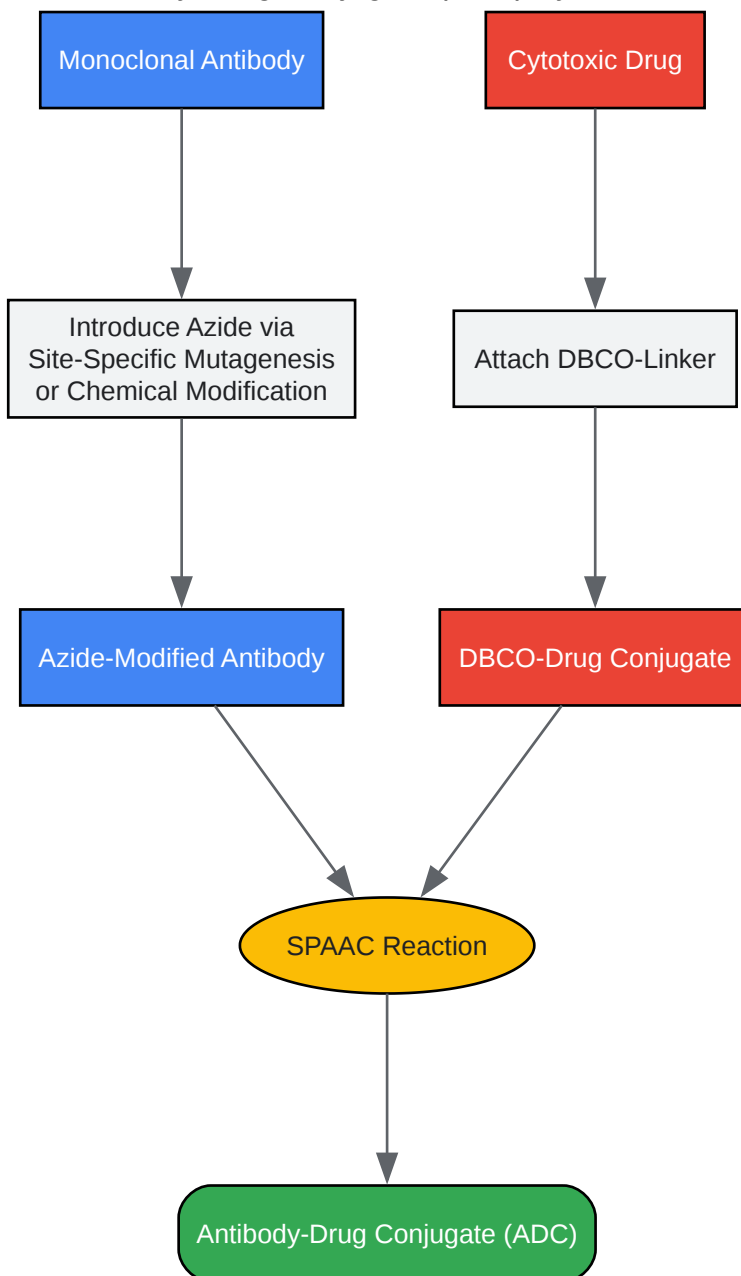 Monoclonal Antibody
Cytotoxic Drug
Introduce Azide via
Site-Specific Mutagenesis
or Chemical Modification
Attach DBCO-Linker
Azide-Modified Antibody
DBCO-Drug Conjugate
SPAAC Reaction
Antibody-Drug Conjugate (ADC)